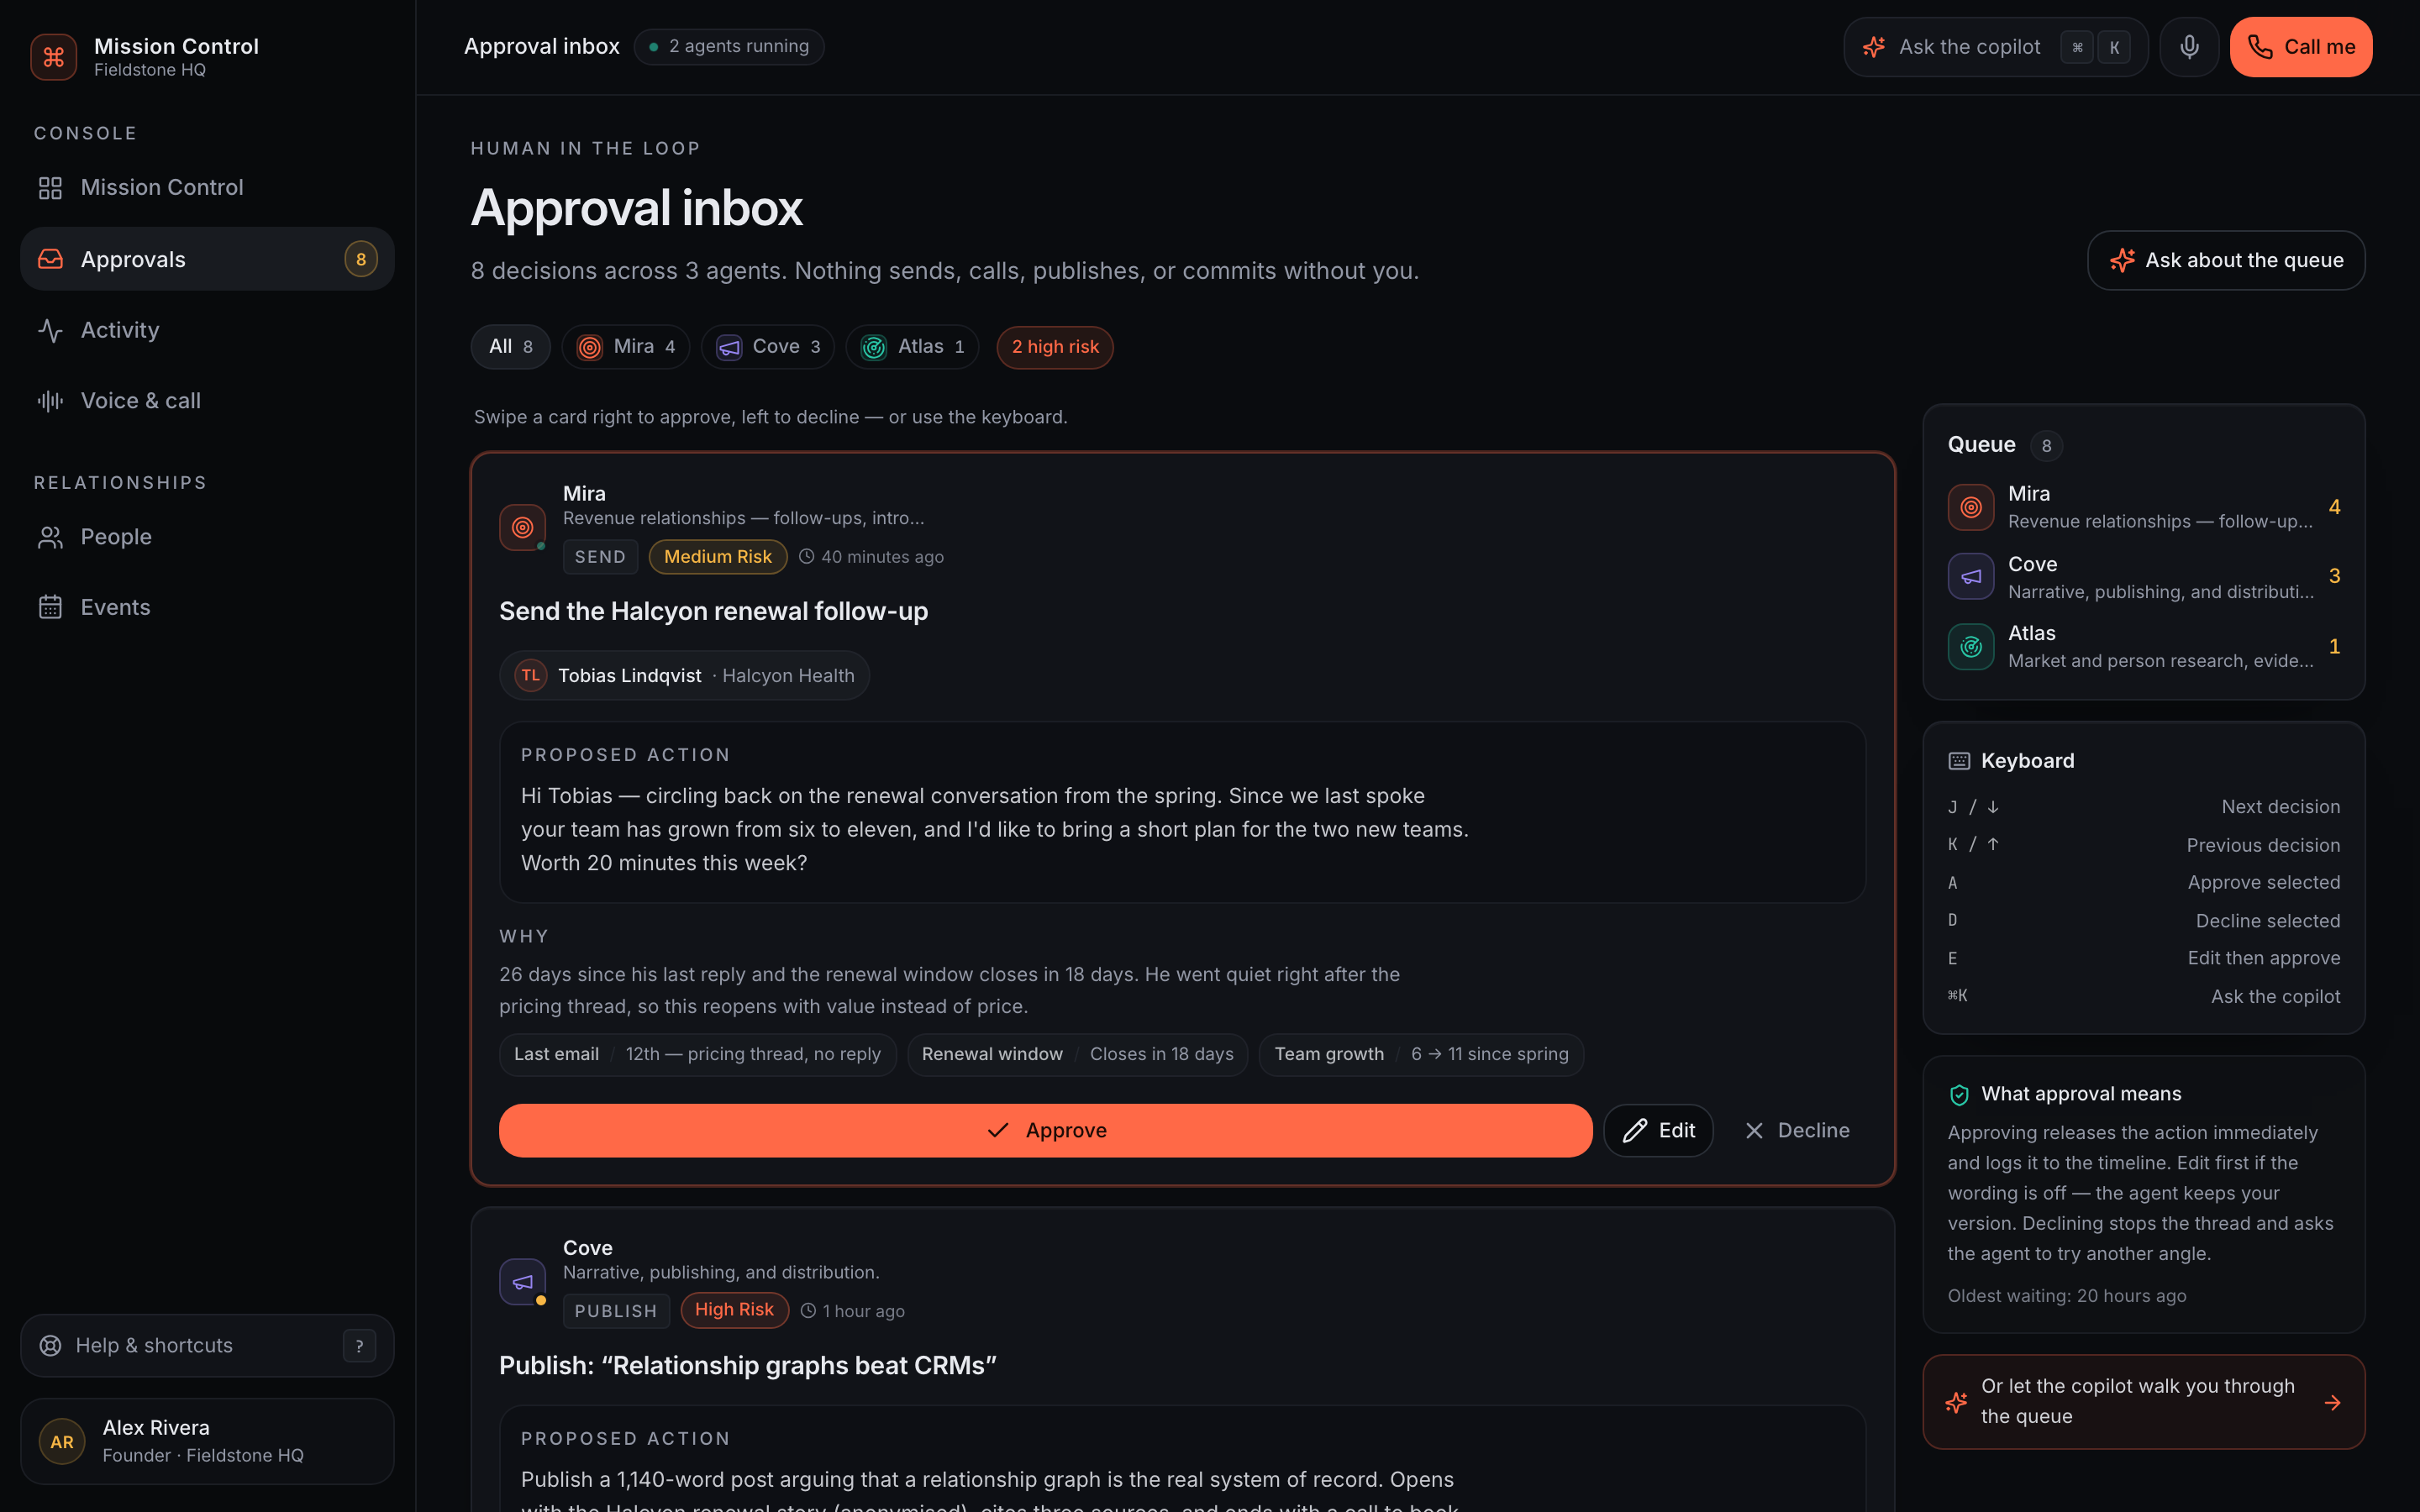 Mission Control
Fieldstone HQ
CONSOLE
Mission Control
Approvals 8
Activity
Voice & call
RELATIONSHIPS
People
Events
Help & shortcuts ?
AR
Alex Rivera
Founder · Fieldstone HQ
Approval inbox
2 agents running
Ask the copilot ⌘ K
Call me
HUMAN IN THE LOOP
Approval inbox
8 decisions across 3 agents. Nothing sends, calls, publishes, or commits without you.
Ask about the queue
All 8
Mira 4
Cove 3
Atlas 1
2 high risk
Swipe a card right to approve, left to decline — or use the keyboard.
Mira
Revenue relationships — follow-ups, intro...
SEND
Medium Risk
40 minutes ago
Send the Halcyon renewal follow-up
TL
Tobias Lindqvist · Halcyon Health
PROPOSED ACTION
Hi Tobias — circling back on the renewal conversation from the spring. Since we last spoke
your team has grown from six to eleven, and I'd like to bring a short plan for the two new teams.
Worth 20 minutes this week?
WHY
26 days since his last reply and the renewal window closes in 18 days. He went quiet right after the
pricing thread, so this reopens with value instead of price.
Last email / 12th — pricing thread, no reply
Renewal window / Closes in 18 days
Team growth / 6 → 11 since spring
Approve
Edit
Decline
Cove
Narrative, publishing, and distribution.
PUBLISH
High Risk
1 hour ago
Publish: “Relationship graphs beat CRMs”
PROPOSED ACTION
Publish a 1,140-word post arguing that a relationship graph is the real system of record. Opens
with the Halcyon renewal story (anonymised), cites three sources, and ends with a call to book
Queue 8
Mira
Revenue relationships — follow-up... 4
Cove
Narrative, publishing, and distributi... 3
Atlas
Market and person research, evide... 1
Keyboard
J / ↓ Next decision
K / ↑ Previous decision
A Approve selected
D Decline selected
E Edit then approve
⌘K Ask the copilot
What approval means
Approving releases the action immediately
and logs it to the timeline. Edit first if the
wording is off — the agent keeps your
version. Declining stops the thread and asks
the agent to try another angle.
Oldest waiting: 20 hours ago
Or let the copilot walk you through
the queue